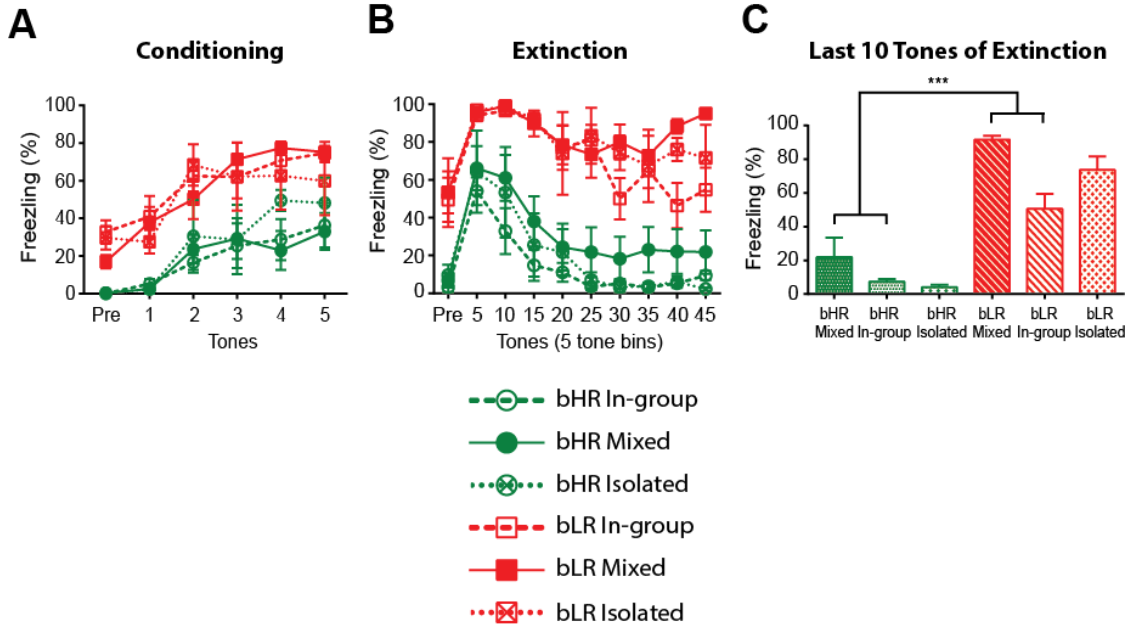 A
Conditioning
Freezling (%)
100
80
60
40
20
0
Pre 1 2 3 4 5
Tones
B
Extinction
Freezling (%)
100
80
60
40
20
0
Pre 5 10 15 20 25 30 35 40 45
Tones (5 tone bins)
C
Last 10 Tones of Extinction
Freezling (%)
100
80
60
40
20
0
***
bHR bHR bHR bLR bLR bLR
Mixed In-group Isolated Mixed In-group Isolated
bHR In-group
bHR Mixed
bHR Isolated
bLR In-group
bLR Mixed
bLR Isolated